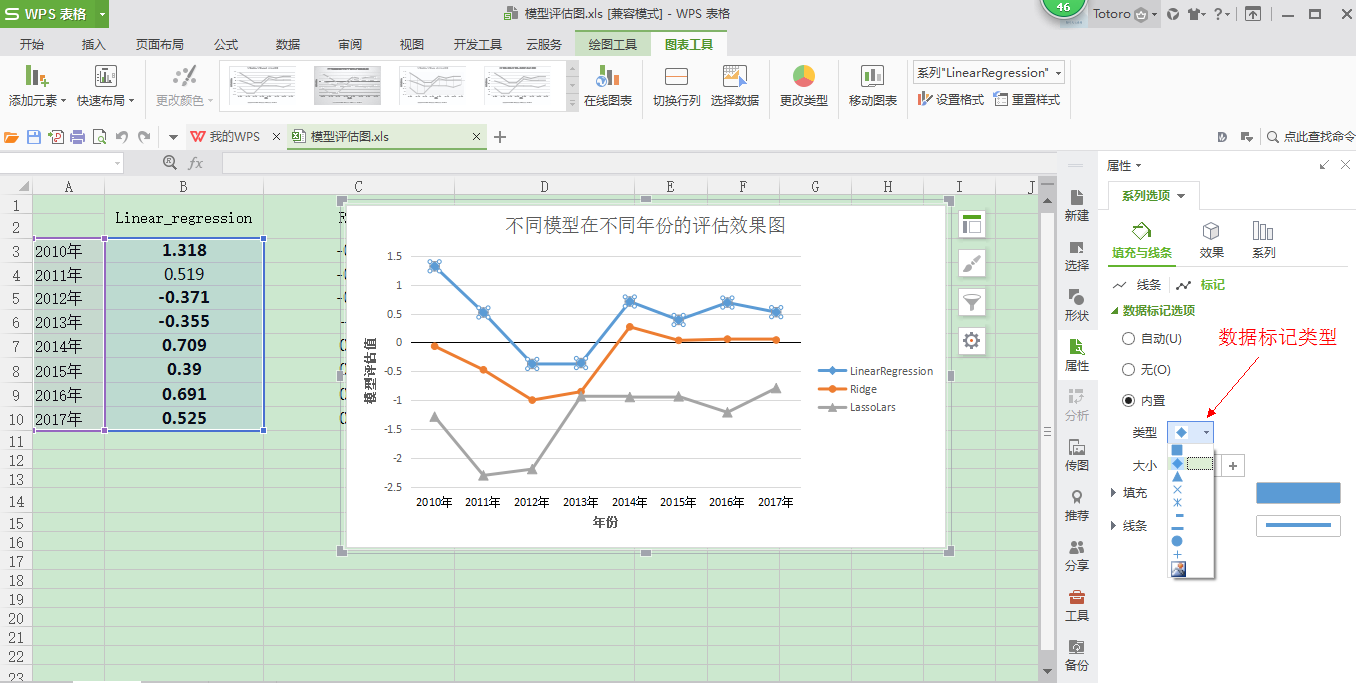 S WPS 表格
模型评估图.xls [兼容模式] - WPS 表格
46
Totoro
?
开始 插入 页面布局 公式 数据 审阅 视图 开发工具 云服务 绘图工具 图表工具
添加元素 快速布局 更改颜色 在线图表 切换行列 选择数据 更改类型 移动图表
系列"LinearRegression"
设置格式 重置样式
我的WPS × 模型评估图.xls × +
点此查找命令
fx
A B C D E F G H I J
1
2 Linear_regression
3 2010年 1.318
4 2011年 0.519
5 2012年 -0.371
6 2013年 -0.355
7 2014年 0.709
8 2015年 0.39
9 2016年 0.691
10 2017年 0.525
11
12
13
14
15
16
17
18
19
20
21
22
23
不同模型在不同年份的评估效果图
模型评估值
1.5
1
0.5
0
-0.5
-1
-1.5
-2
-2.5
2010年 2011年 2012年 2013年 2014年 2015年 2016年 2017年
年份
LinearRegression
Ridge
LassoLars
新建
选择
形状
属性
分析
传图
推荐
分享
工具
备份
属性
系列选项
填充与线条 效果 系列
线条 标记
数据标记选项
自动(U)
无(O)
内置
类型
大小
填充
线条
数据标记类型